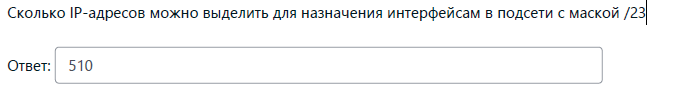 Сколько IP-адресов можно выделить для назначения интерфейсам в подсети с маской /23
Ответ: 510